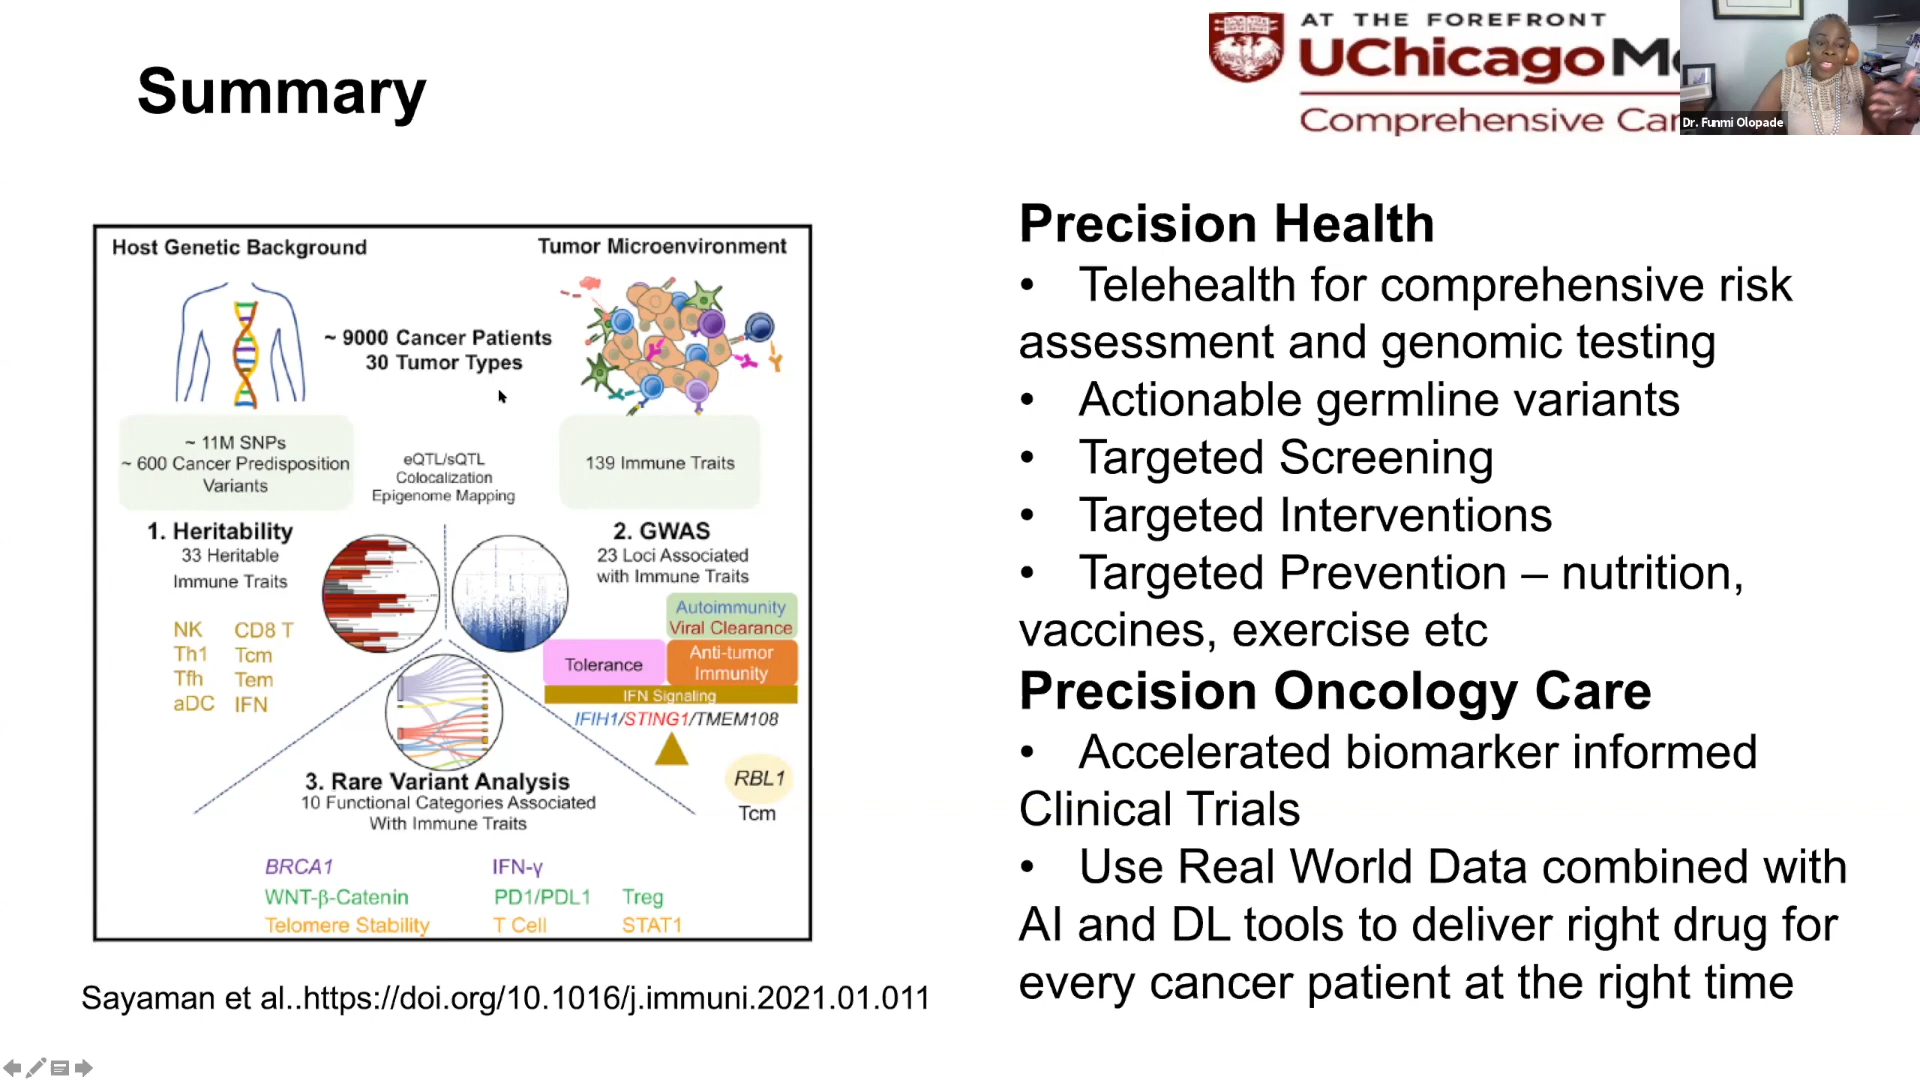 Summary
AT THE FOREFRONT
UChicago
Comprehensive
Dr. Funmi Olopade
Host Genetic Background
Tumor Microenvironment
~ 9000 Cancer Patients
30 Tumor Types
~ 11M SNPs
~ 600 Cancer Predisposition
Variants
eQTL/sQTL
Colocalization
Epigenome Mapping
139 Immune Traits
1. Heritability
33 Heritable
Immune Traits
NK CD8 T
Th1 Tcm
Tfh Tem
aDC IFN
2. GWAS
23 Loci Associated
with Immune Traits
Autoimmunity
Viral Clearance
Tolerance
Anti-tumor
Immunity
IFN Signaling
IFIH1/STING1/TMEM108
RBL1
Tcm
3. Rare Variant Analysis
10 Functional Categories Associated
With Immune Traits
BRCA1 IFN-γ
WNT-β-Catenin PD1/PDL1 Treg
Telomere Stability T Cell STAT1
Sayaman et al..https://doi.org/10.1016/j.immuni.2021.01.011
Precision Health
• Telehealth for comprehensive risk
assessment and genomic testing
• Actionable germline variants
• Targeted Screening
• Targeted Interventions
• Targeted Prevention – nutrition,
vaccines, exercise etc
Precision Oncology Care
• Accelerated biomarker informed
Clinical Trials
• Use Real World Data combined with
AI and DL tools to deliver right drug for
every cancer patient at the right time